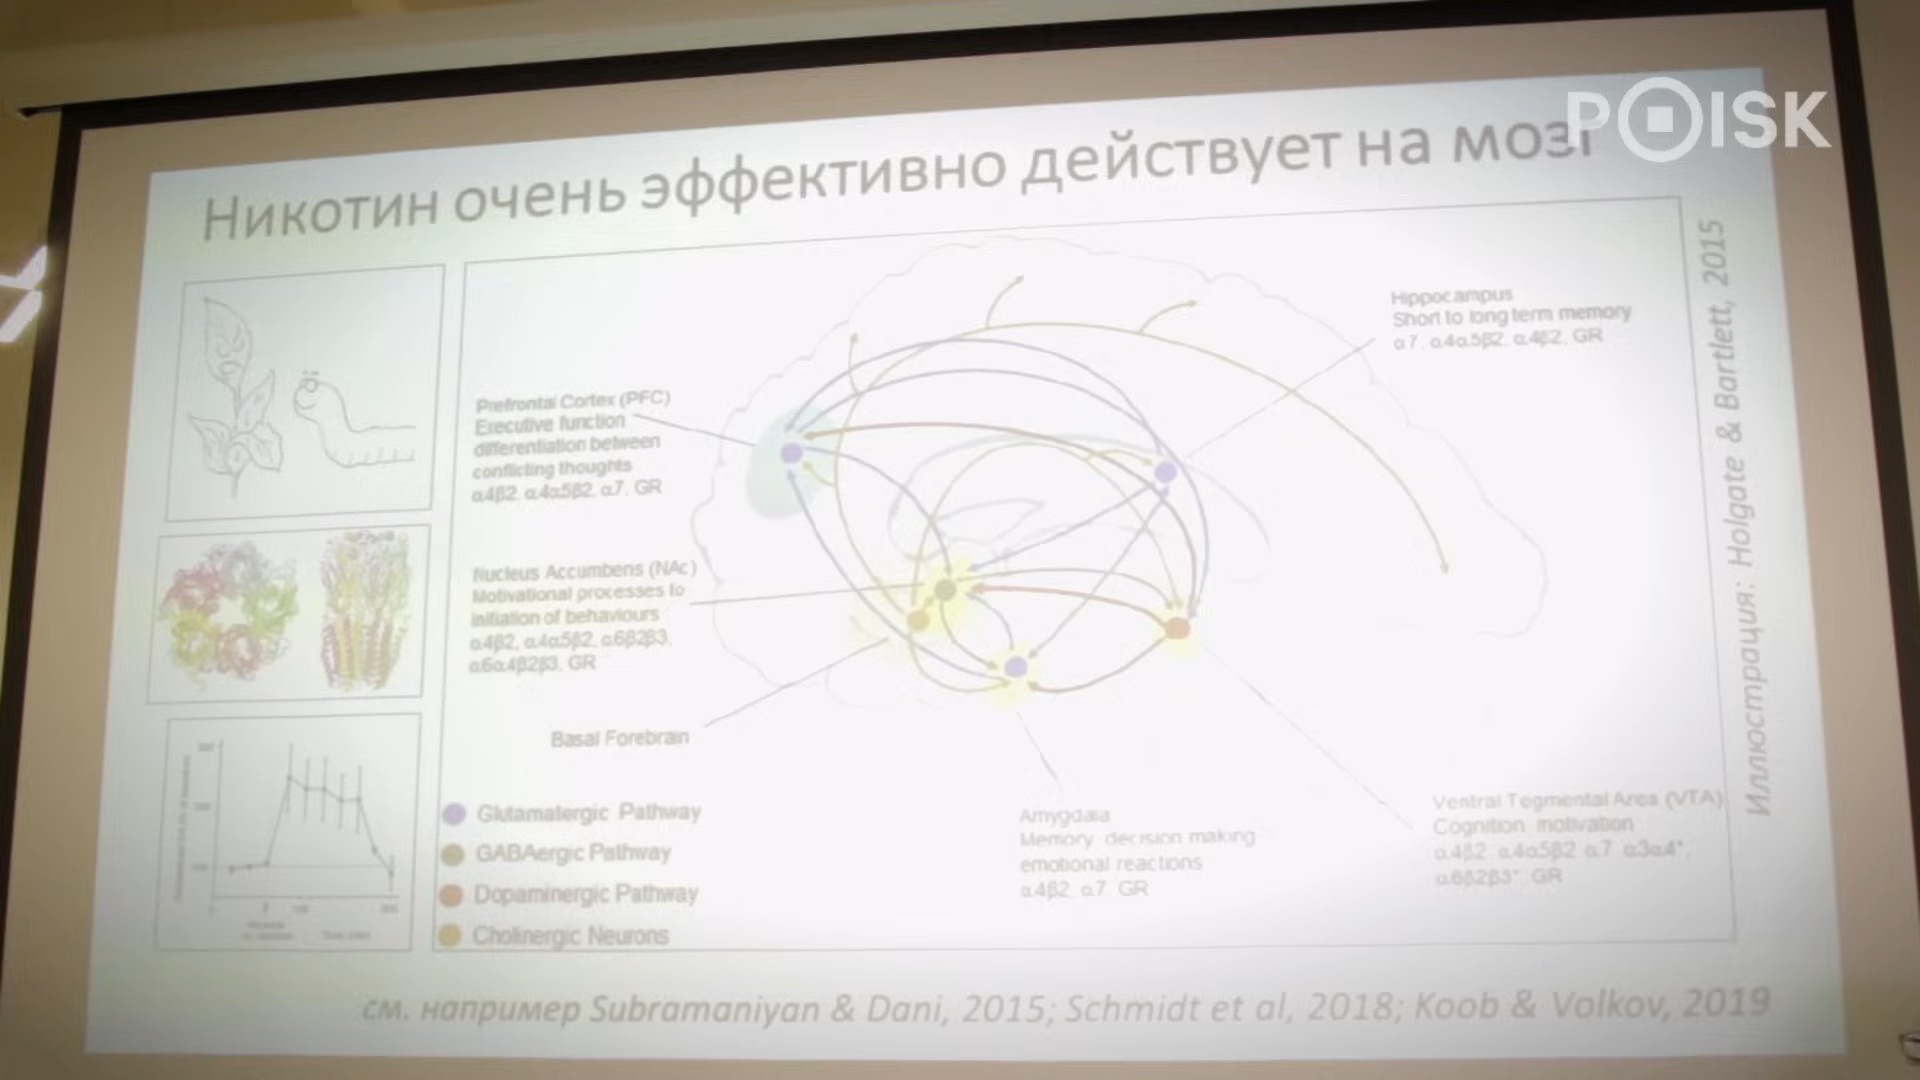 POISK
Никотин очень эффективно действует на мозг
Иллюстрация: Holgate & Bartlett, 2015
Hippocampus
Short to long term memory
α7, α4α5β2, α4β2, GR
Prefrontal Cortex (PFC)
Executive function
differentiation between
conflicting thoughts
α4β2, α4α5β2, α7, GR
Nucleus Accumbens (NAc)
Motivational processes to
initiation of behaviours
α4β2, α4α5β2, α6β2β3,
α6α4β2β3, GR
Basal Forebrain
Glutamatergic Pathway
GABAergic Pathway
Dopaminergic Pathway
Cholinergic Neurons
Amygdala
Memory decision making
emotional reactions
α4β2 α7 GR
Ventral Tegmental Area (VTA)
Cognition motivation
α4β2 α4α5β2 α7 α3α4*,
α6β2β3* GR
см. например Subramaniyan & Dani, 2015; Schmidt et al, 2018; Koob & Volkov, 2019